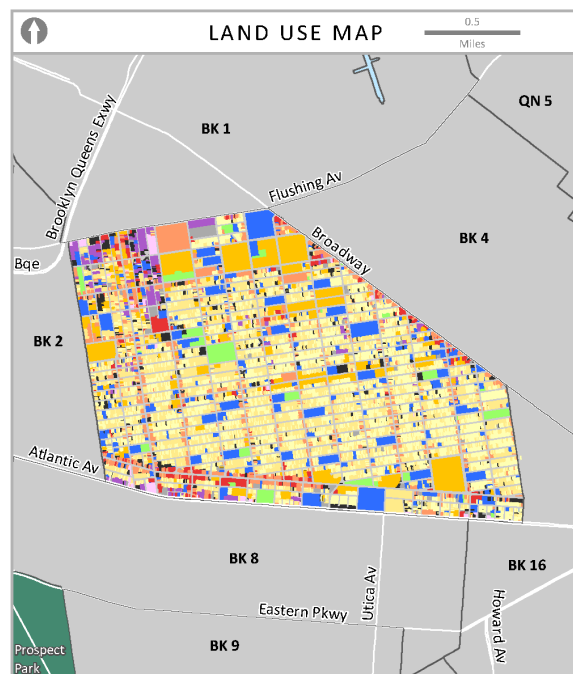 LAND USE MAP
0.5
Miles
QN 5
BK 1
Brooklyn Queens Exwy
Flushing Av
Broadway
BK 4
Bqe
BK 2
Atlantic Av
BK 8
BK 16
Utica Av
Eastern Pkwy
Howard Av
BK 9
Prospect
Park